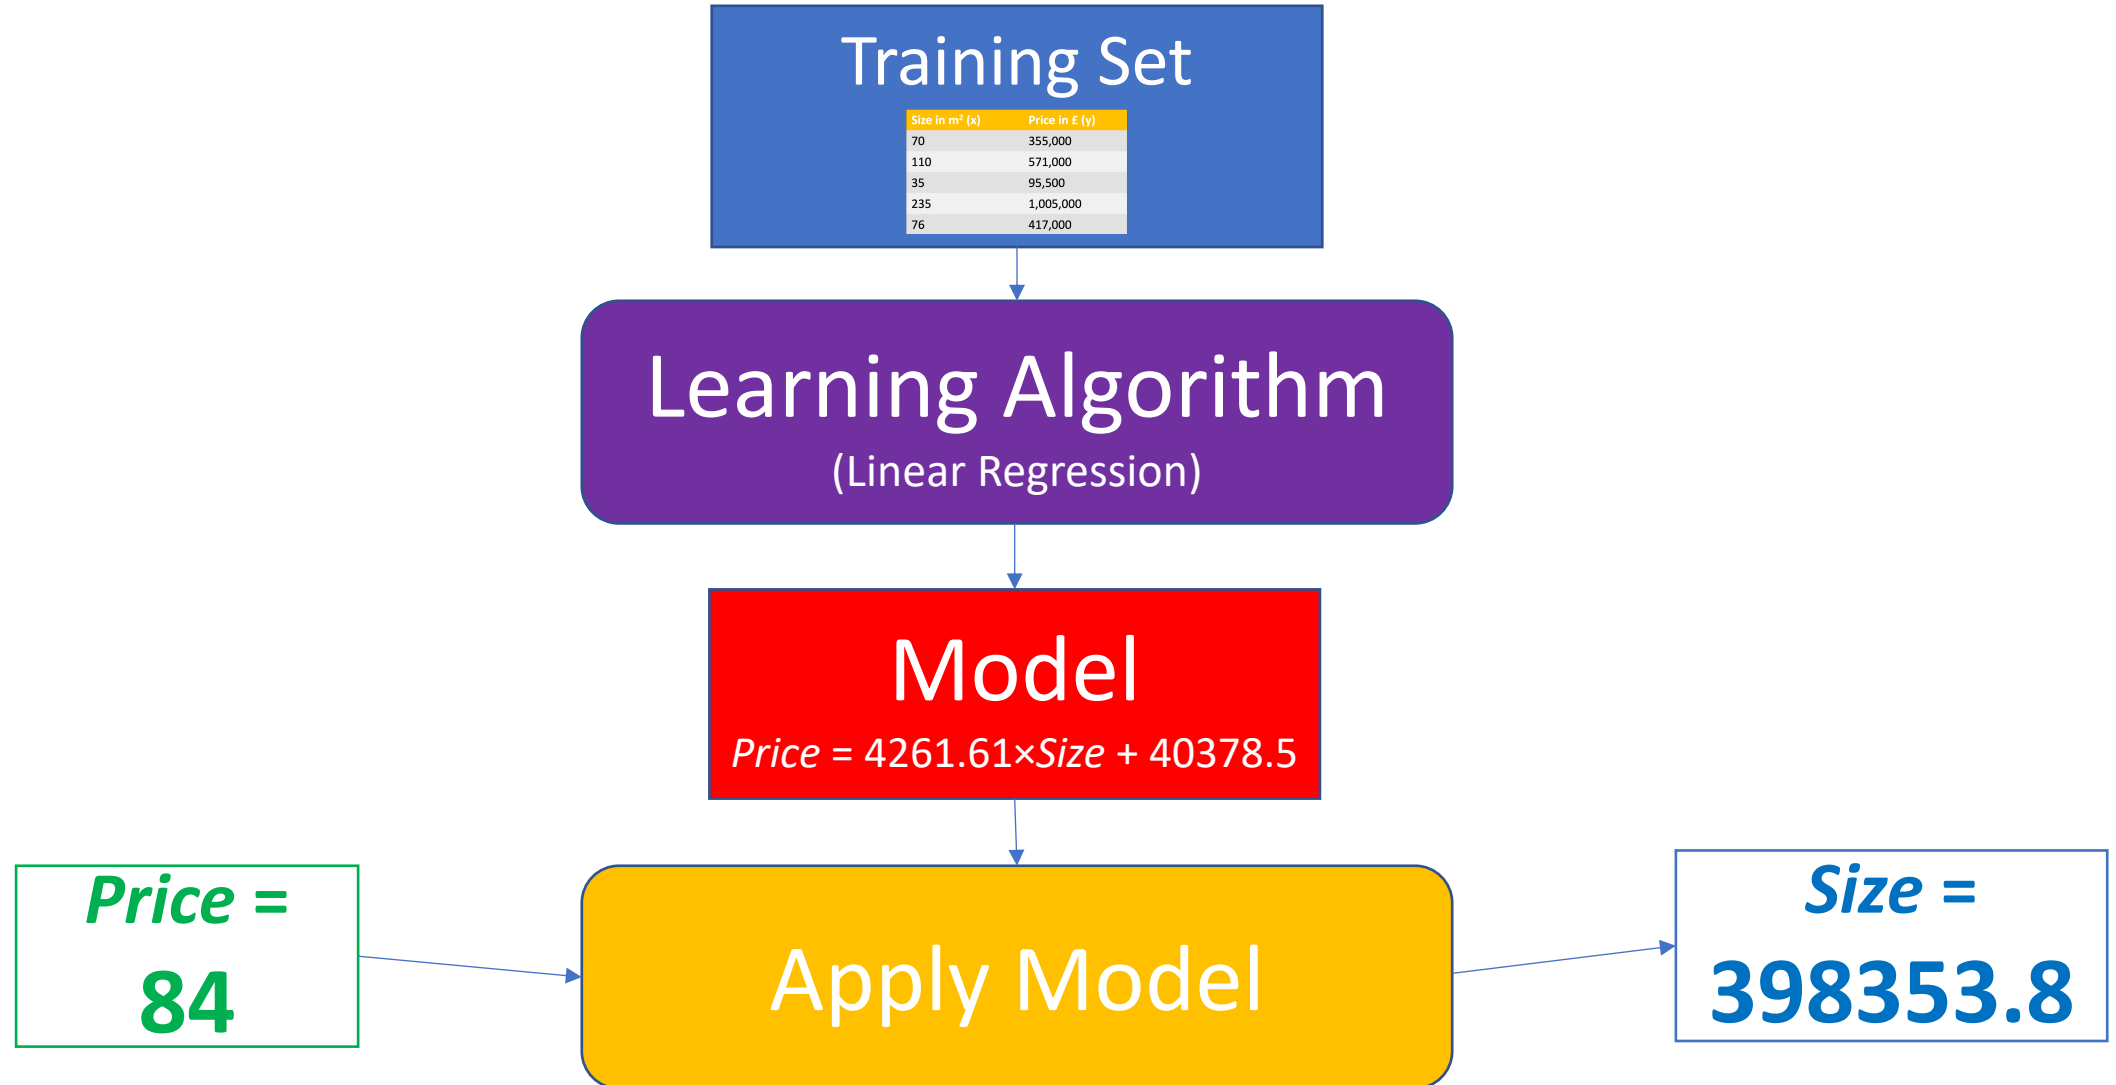 Training Set
Size in m² (x) Price in £ (y)
70 355,000
110 571,000
35 95,500
235 1,005,000
76 417,000
Learning Algorithm
(Linear Regression)
Model
Price = 4261.61×Size + 40378.5
Price =
84
Apply Model
Size =
398353.8